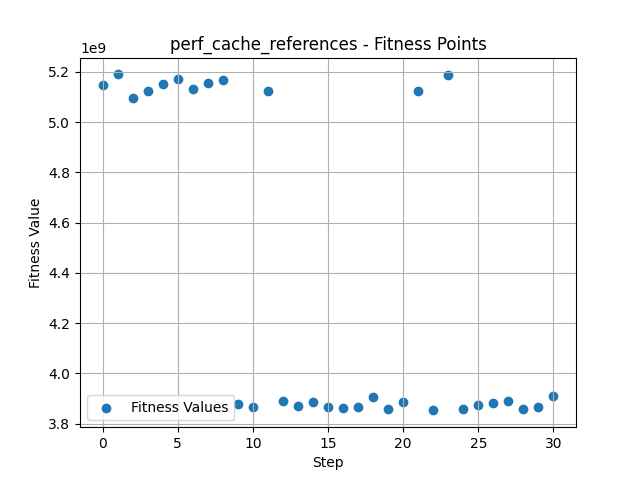 perf_cache_references - Fitness Points
1e9
5.2
5.0
4.8
4.6
4.4
4.2
4.0
3.8
Fitness Value
Fitness Values
0 5 10 15 20 25 30
Step